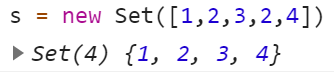 s = new Set([1,2,3,2,4])
▶ Set(4) {1, 2, 3, 4}